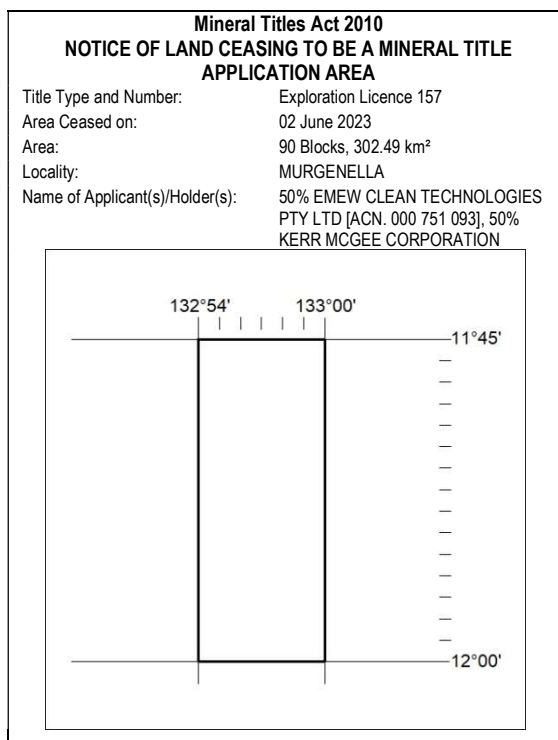 Mineral Titles Act 2010
NOTICE OF LAND CEASING TO BE A MINERAL TITLE
APPLICATION AREA
Title Type and Number: Exploration Licence 157
Area Ceased on: 02 June 2023
Area: 90 Blocks, 302.49 km²
Locality: MURGENELLA
Name of Applicant(s)/Holder(s): 50% EMEW CLEAN TECHNOLOGIES
PTY LTD [ACN. 000 751 093], 50%
KERR MCGEE CORPORATION
132°54' 133°00'
11°45'
12°00'